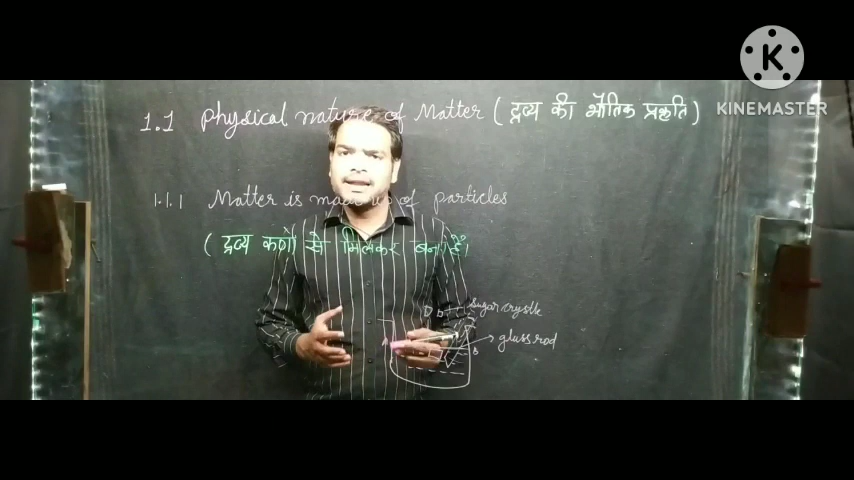 K
KINEMASTER
1.1 Physical nature of Matter ( द्रव्य की भौतिक प्रकृति )
1.1.1 Matter is made up of particles
( द्रव्य कणों से मिलकर बना है।
sugar crystle
glass rod
A
B